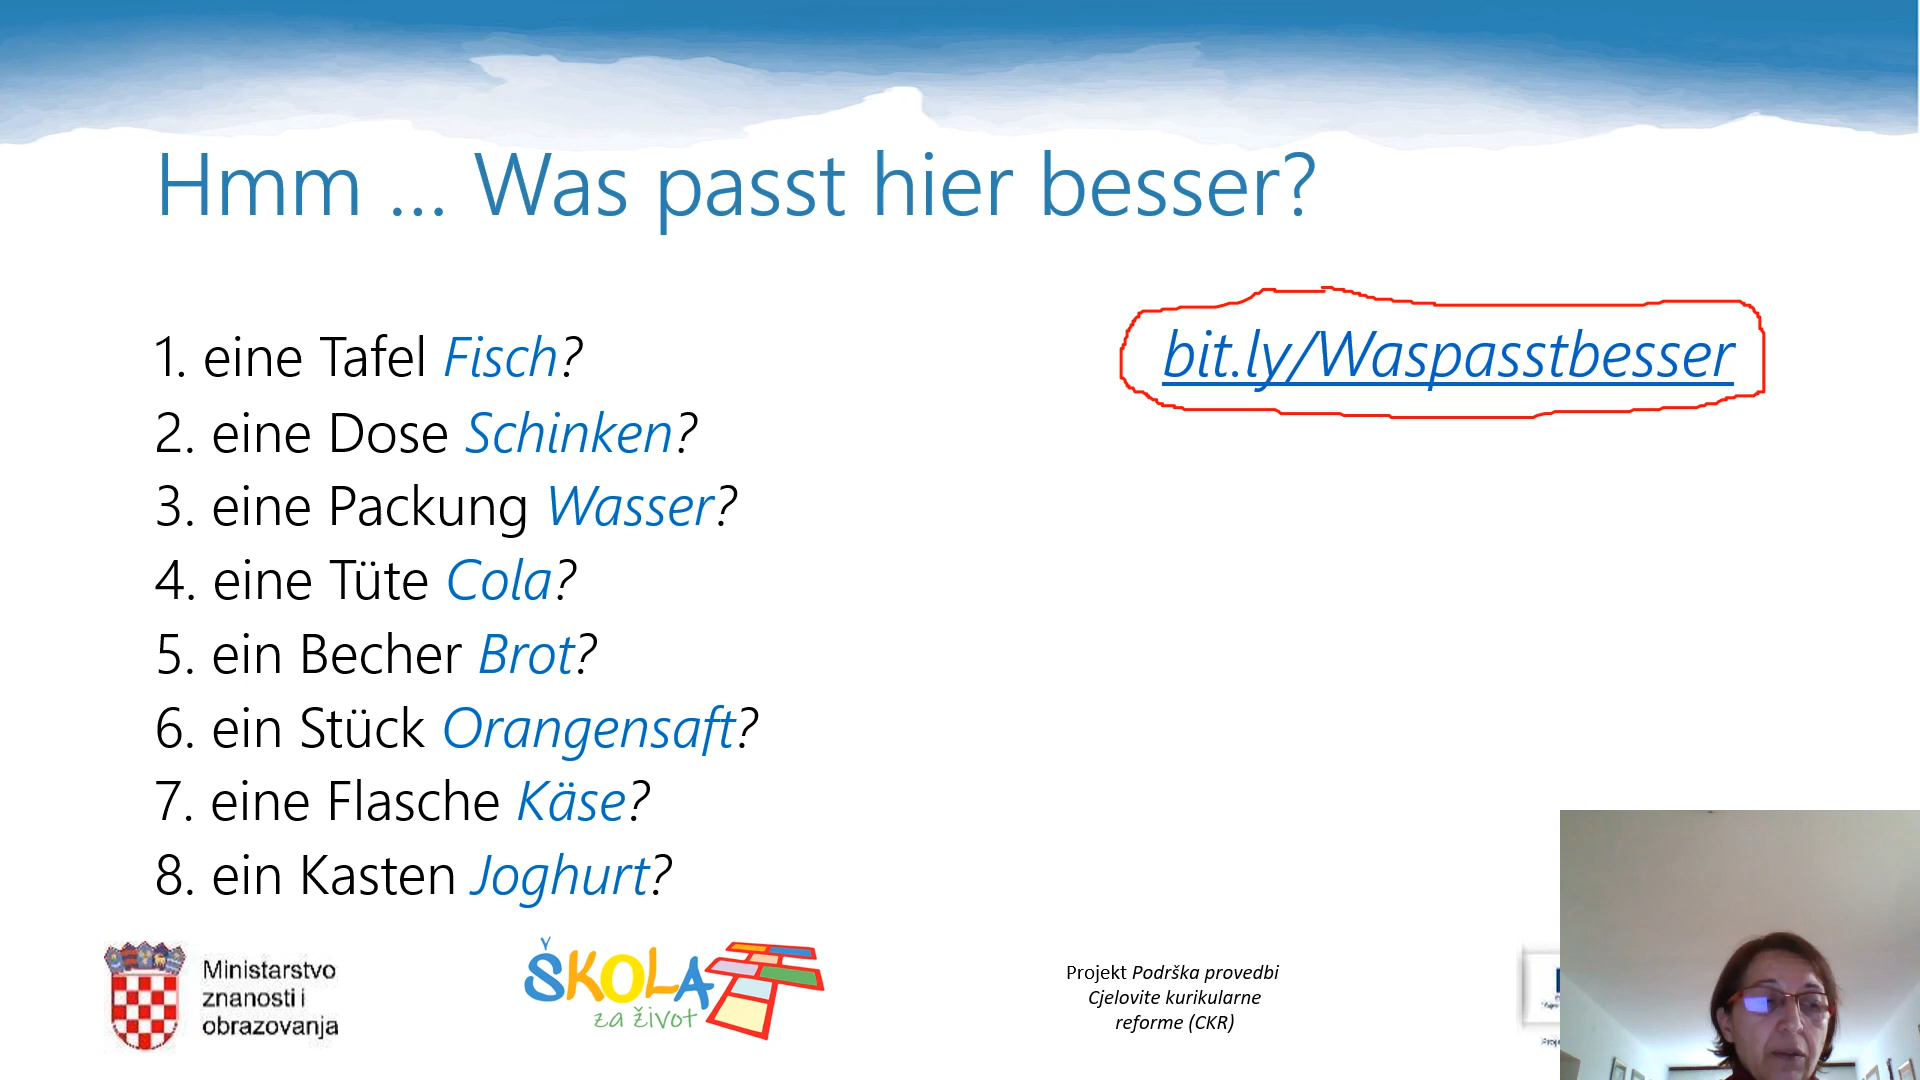 Hmm ... Was passt hier besser?
1. eine Tafel Fisch?
2. eine Dose Schinken?
3. eine Packung Wasser?
4. eine Tüte Cola?
5. ein Becher Brot?
6. ein Stück Orangensaft?
7. eine Flasche Käse?
8. ein Kasten Joghurt?
bit.ly/Waspasstbesser
Ministarstvo
znanosti i
obrazovanja
ŠKOLA
za život
Projekt Podrška provedbi
Cjelovite kurikularne
reforme (CKR)